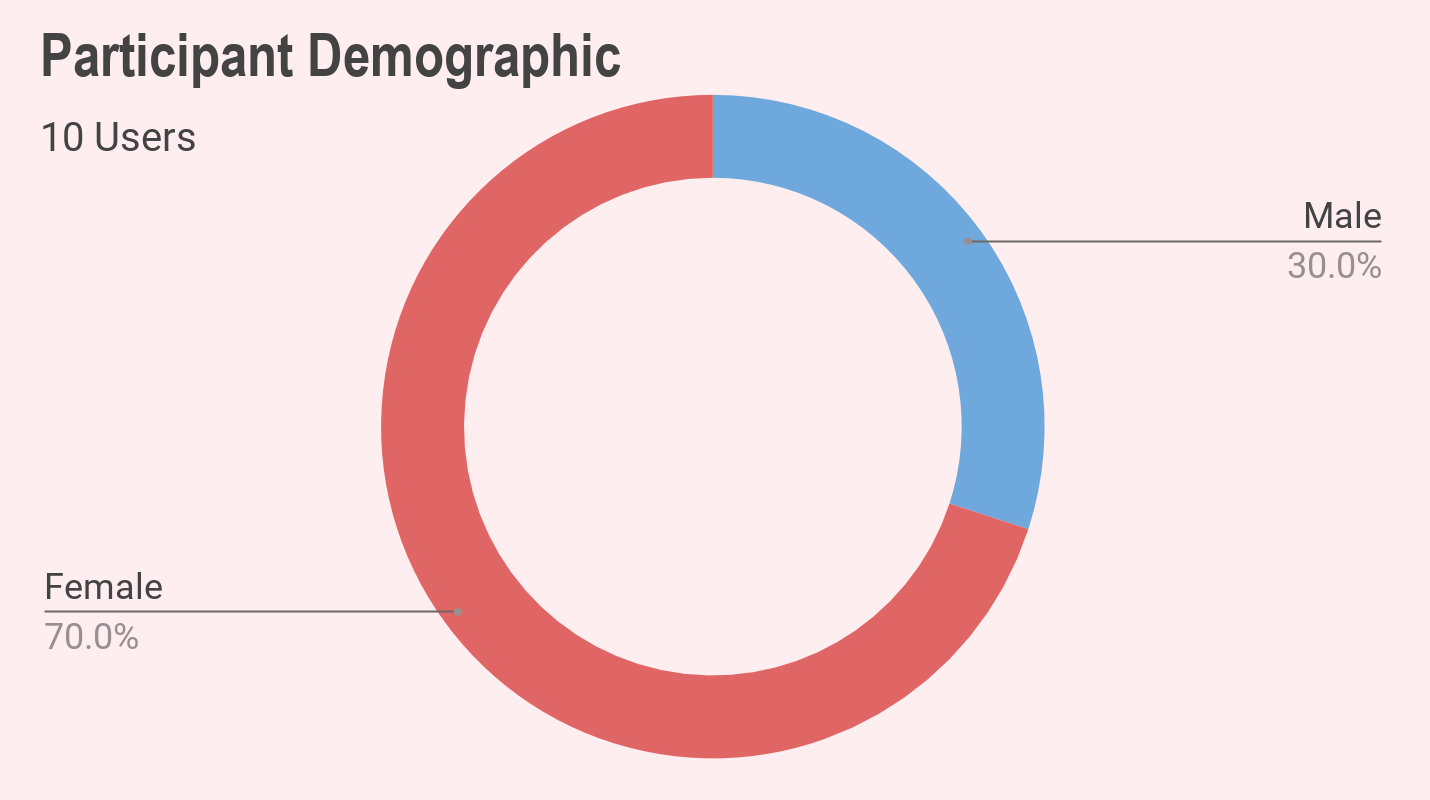 Participant Demographic
10 Users
Male
30.0%
Female
70.0%